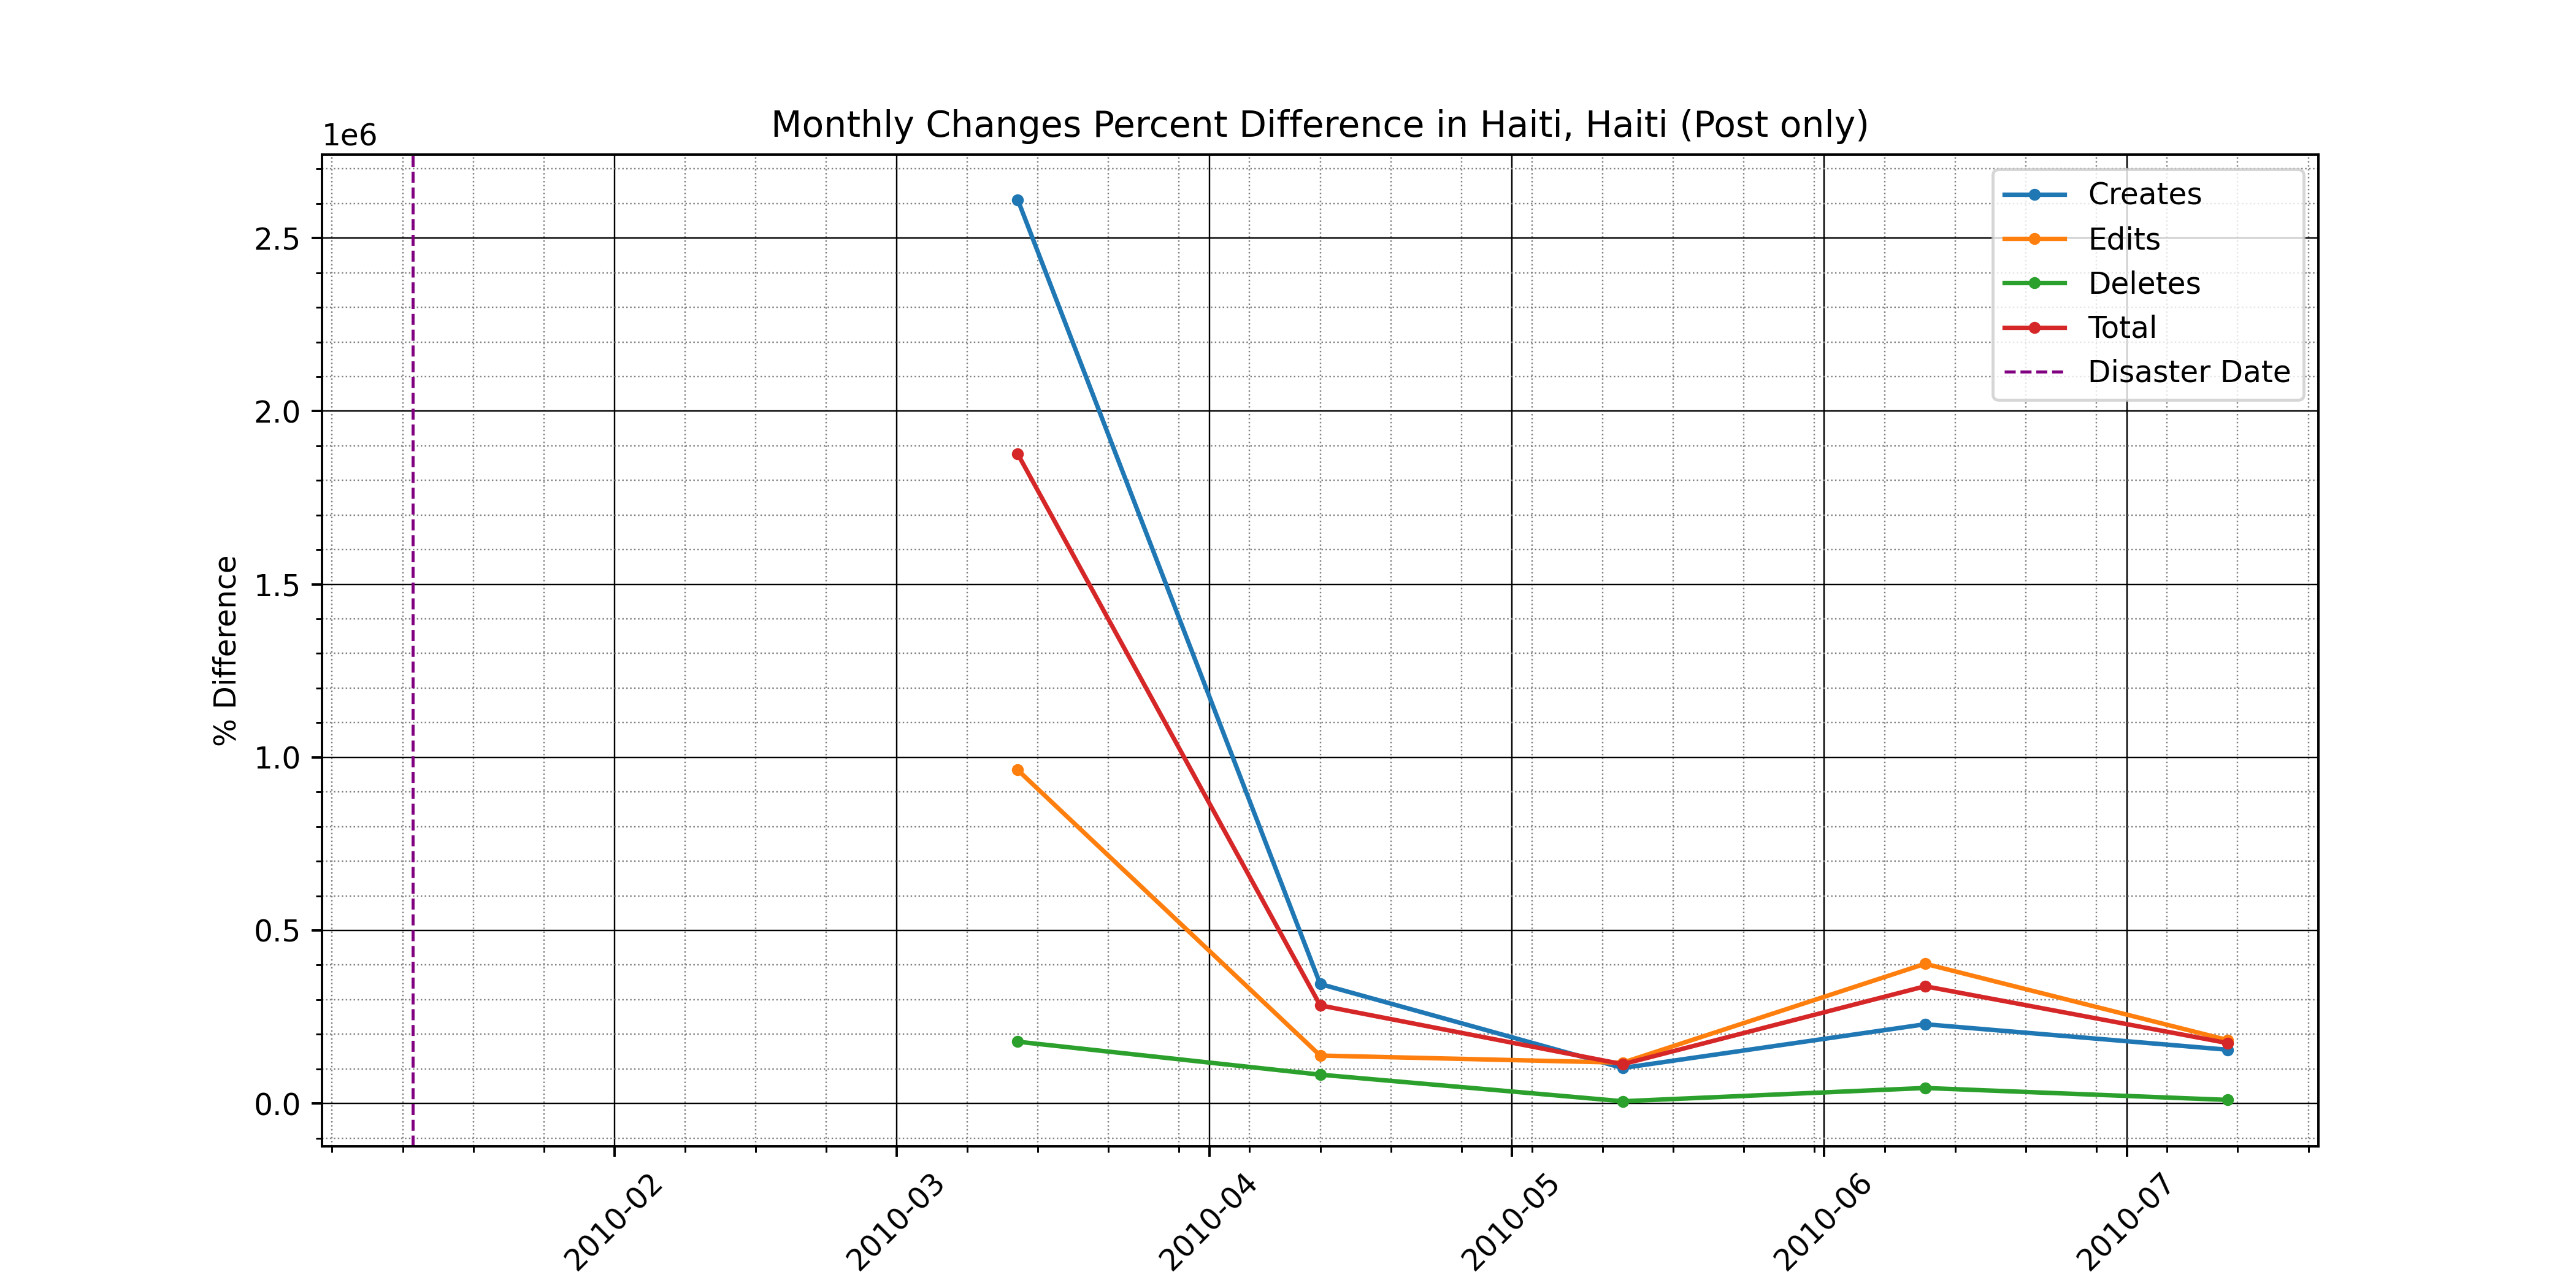 Monthly Changes Percent Difference in Haiti, Haiti (Post only)
1e6
Creates
Edits
Deletes
Total
Disaster Date
2.5
2.0
1.5
1.0
0.5
0.0
% Difference
2010-02
2010-03
2010-04
2010-05
2010-06
2010-07